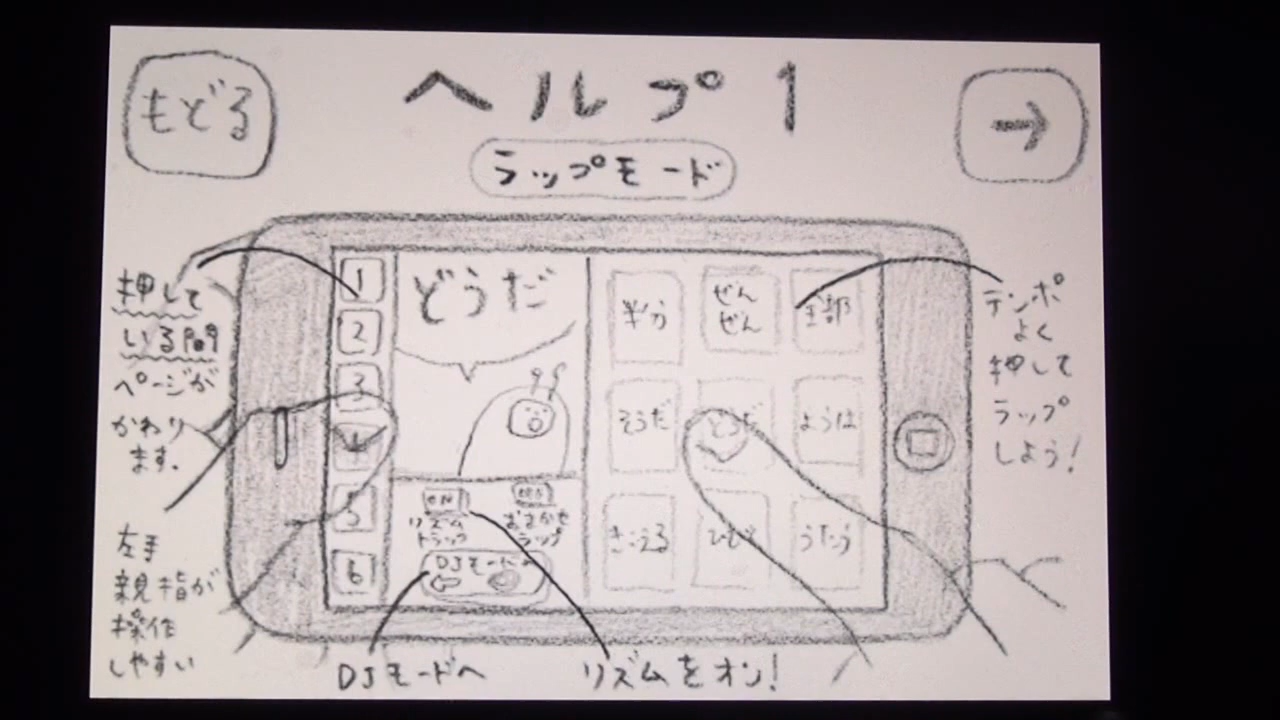 もどる
ヘルプ1
→
ラップモード
押して
いる間
ページが
かわり
ます.
左手
親指が
操作
しやすい
1
2
3
4
5
6
どうだ
ON
リズム
トラック
OFF
おまかせ
ラップ
DJモードへ
半分
ぜん
ぜん
全部
そうだ
どうだ
ようは
きこえる
うたう
テンポ
よく
押して
ラップ
しよう!
DJモードへ
リズムをオン!